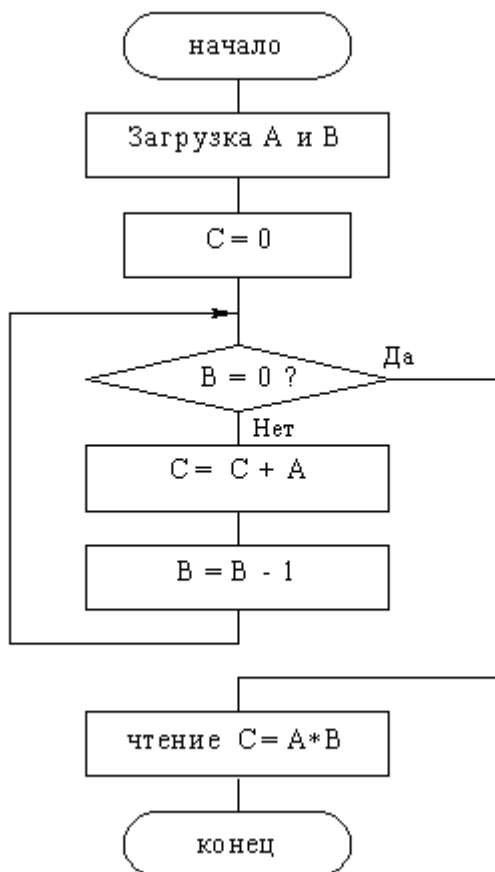 начало
Загрузка А и В
С = 0
Да
В = 0 ?
Нет
С = С + А
В = В - 1
чтение С = А*В
конец